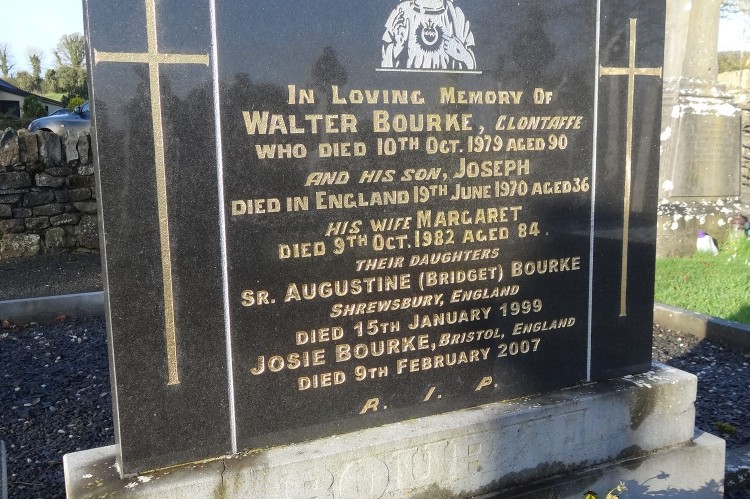 In Loving Memory Of
WALTER BOURKE, CLONTAFFE
WHO DIED 10TH OCT. 1979 AGED 90
AND HIS SON, JOSEPH
DIED IN ENGLAND 19TH JUNE 1970 AGED 36
HIS WIFE MARGARET
DIED 9TH OCT. 1982 AGED 84.
THEIR DAUGHTERS
SR. AUGUSTINE (BRIDGET) BOURKE
SHREWSBURY, ENGLAND
DIED 15TH JANUARY 1999
JOSIE BOURKE, BRISTOL, ENGLAND
DIED 9TH FEBRUARY 2007
R. I. P.
BOURKE